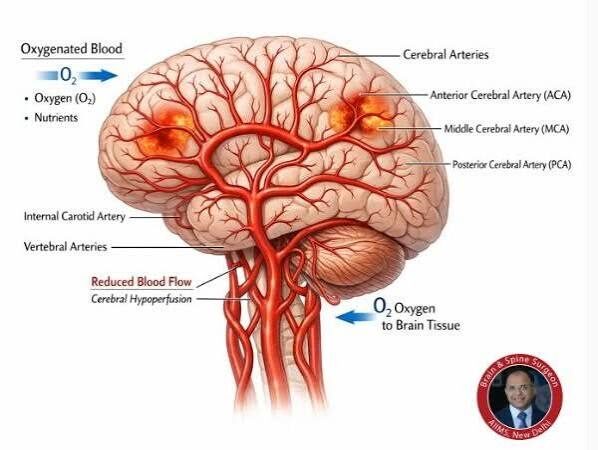 Oxygenated Blood
O₂
• Oxygen (O₂)
• Nutrients
Cerebral Arteries
Anterior Cerebral Artery (ACA)
Middle Cerebral Artery (MCA)
Posterior Cerebral Artery (PCA)
Internal Carotid Artery
Vertebral Arteries
Reduced Blood Flow
Cerebral Hypoperfusion
O₂ Oxygen
to Brain Tissue
Brain & Spine Surgeon
AIIMS, New Delhi